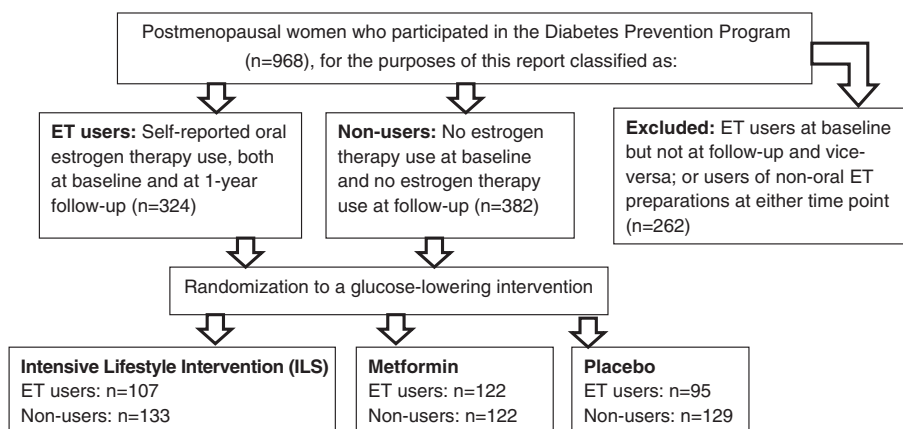 Postmenopausal women who participated in the Diabetes Prevention Program
(n=968), for the purposes of this report classified as:
ET users: Self-reported oral
estrogen therapy use, both
at baseline and at 1-year
follow-up (n=324)
Non-users: No estrogen
therapy use at baseline
and no estrogen therapy
use at follow-up (n=382)
Excluded: ET users at baseline
but not at follow-up and vice-
versa; or users of non-oral ET
preparations at either time point
(n=262)
Randomization to a glucose-lowering intervention
Intensive Lifestyle Intervention (ILS)
ET users: n=107
Non-users: n=133
Metformin
ET users: n=122
Non-users: n=122
Placebo
ET users: n=95
Non-users: n=129